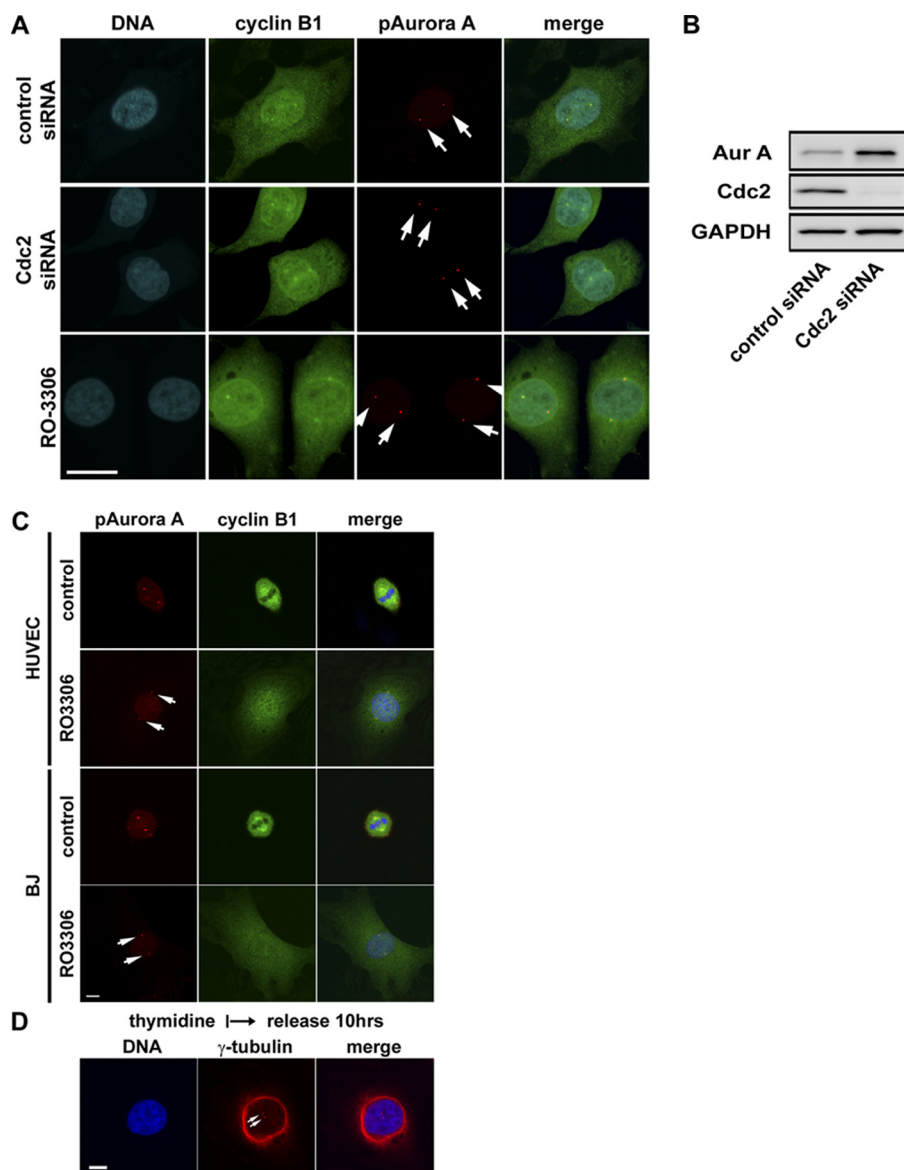 A
DNA cyclin B1 pAurora A merge
control siRNA
Cdc2 siRNA
RO-3306
B
Aur A
Cdc2
GAPDH
control siRNA
Cdc2 siRNA
C
pAurora A cyclin B1 merge
HUVEC
control
RO3306
BJ
control
RO3306
D
thymidine I→ release 10hrs
DNA γ-tubulin merge